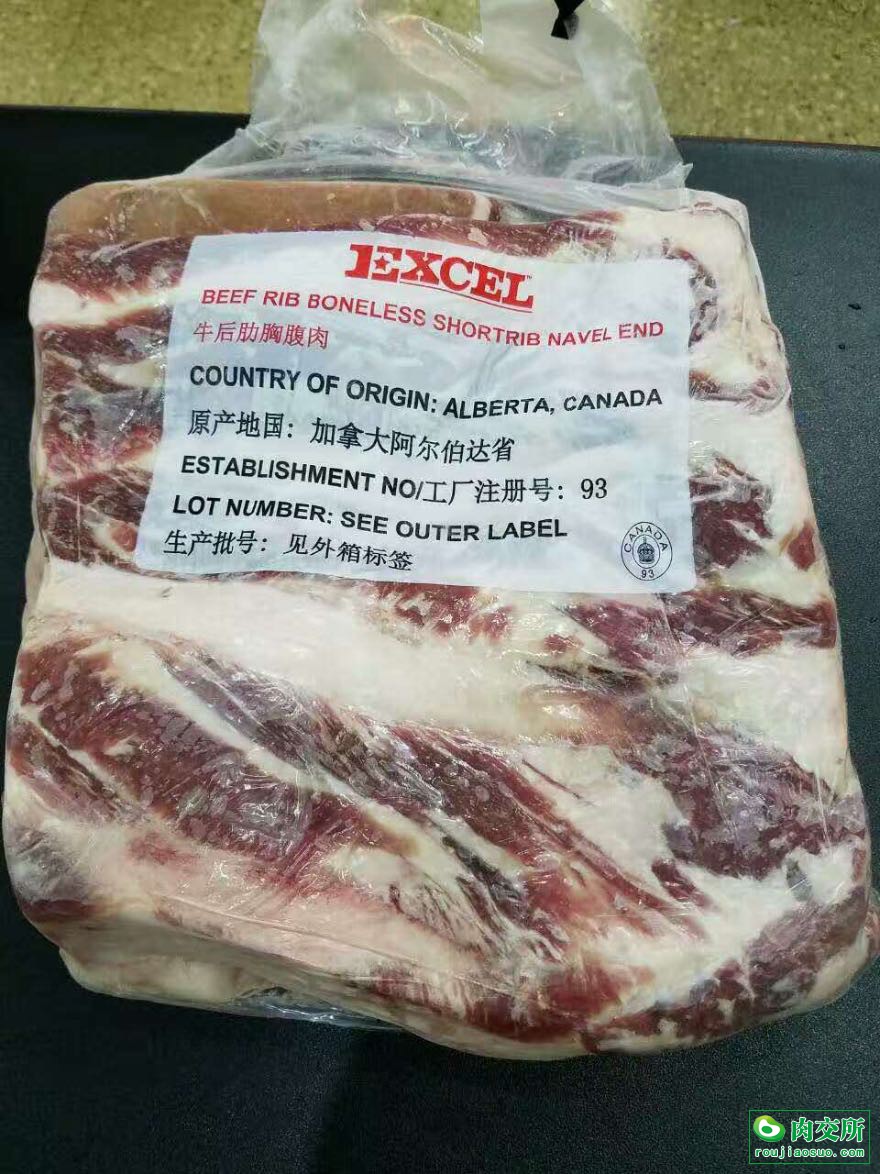 EXCEL™
BEEF RIB BONELESS SHORTRIB NAVEL END
牛后肋胸腹肉
COUNTRY OF ORIGIN: ALBERTA, CANADA
原产地国：加拿大阿尔伯达省
ESTABLISHMENT NO/工厂注册号：93
LOT NUMBER: SEE OUTER LABEL
生产批号：见外箱标签
CANADA
93
肉交所
roujiaosuo.com